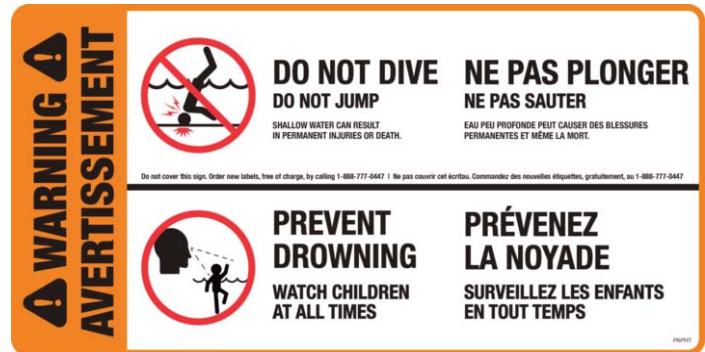 WARNING
AVERTISSEMENT
DO NOT DIVE
DO NOT JUMP
SHALLOW WATER CAN RESULT
IN PERMANENT INJURIES OR DEATH.
NE PAS PLONGER
NE PAS SAUTER
EAU PEU PROFONDE PEUT CAUSER DES BLESSURES
PERMANENTES ET MÊME LA MORT.
Do not cover this sign. Order new labels, free of charge, by calling 1-888-777-0447 I Ne pas couvrir cet écritau. Commandez des nouvelles étiquettes, gratuitement, au 1-888-777-0447
PREVENT
DROWNING
WATCH CHILDREN
AT ALL TIMES
PRÉVENEZ
LA NOYADE
SURVEILLEZ LES ENFANTS
EN TOUT TEMPS